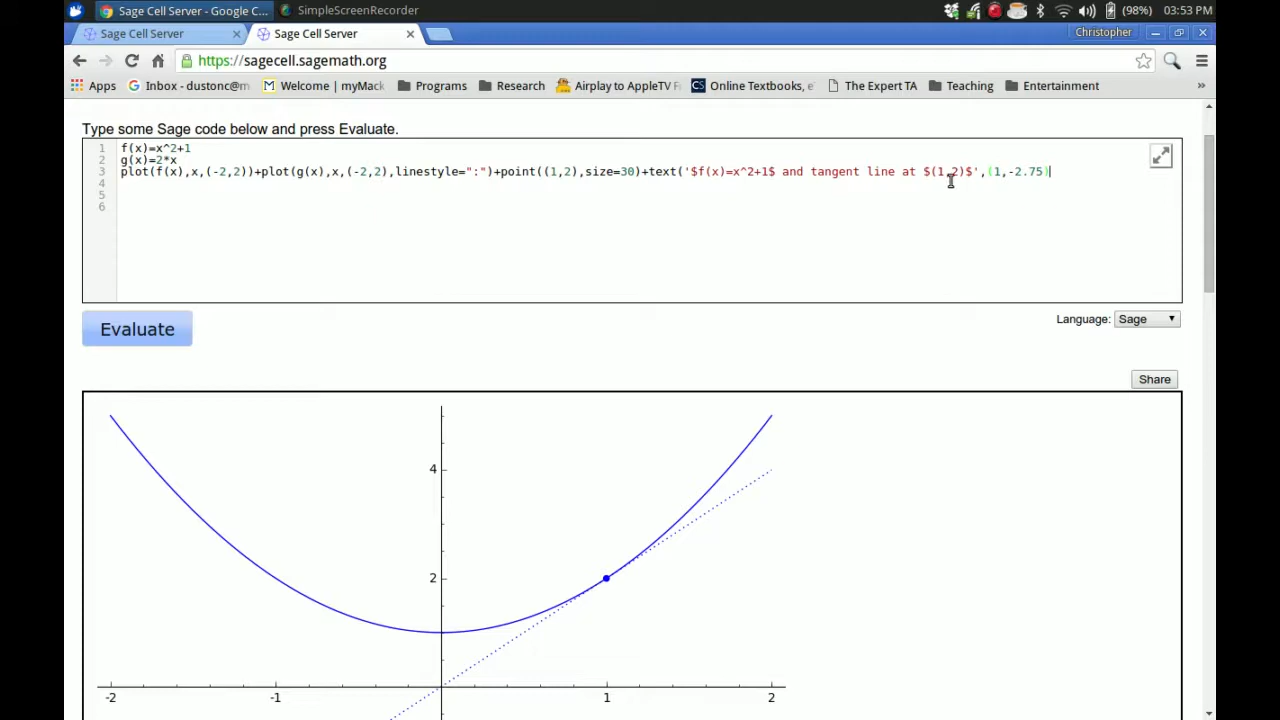 Sage Cell Server - Google C...
SimpleScreenRecorder
(98%) 03:53 PM
Sage Cell Server
Sage Cell Server
Christopher
https://sagecell.sagemath.org
Apps Inbox - dustonc@m Welcome | myMack Programs Research Airplay to AppleTV F Online Textbooks, e The Expert TA Teaching Entertainment »
Type some Sage code below and press Evaluate.
1 f(x)=x^2+1
2 g(x)=2*x
3 plot(f(x),x,(-2,2))+plot(g(x),x,(-2,2),linestyle=":")+point((1,2),size=30)+text('$f(x)=x^2+1$ and tangent line at $(1,2)$',(1,-2.75)
4
5
6
Evaluate
Language: Sage
Share
4
2
-2 -1 1 2